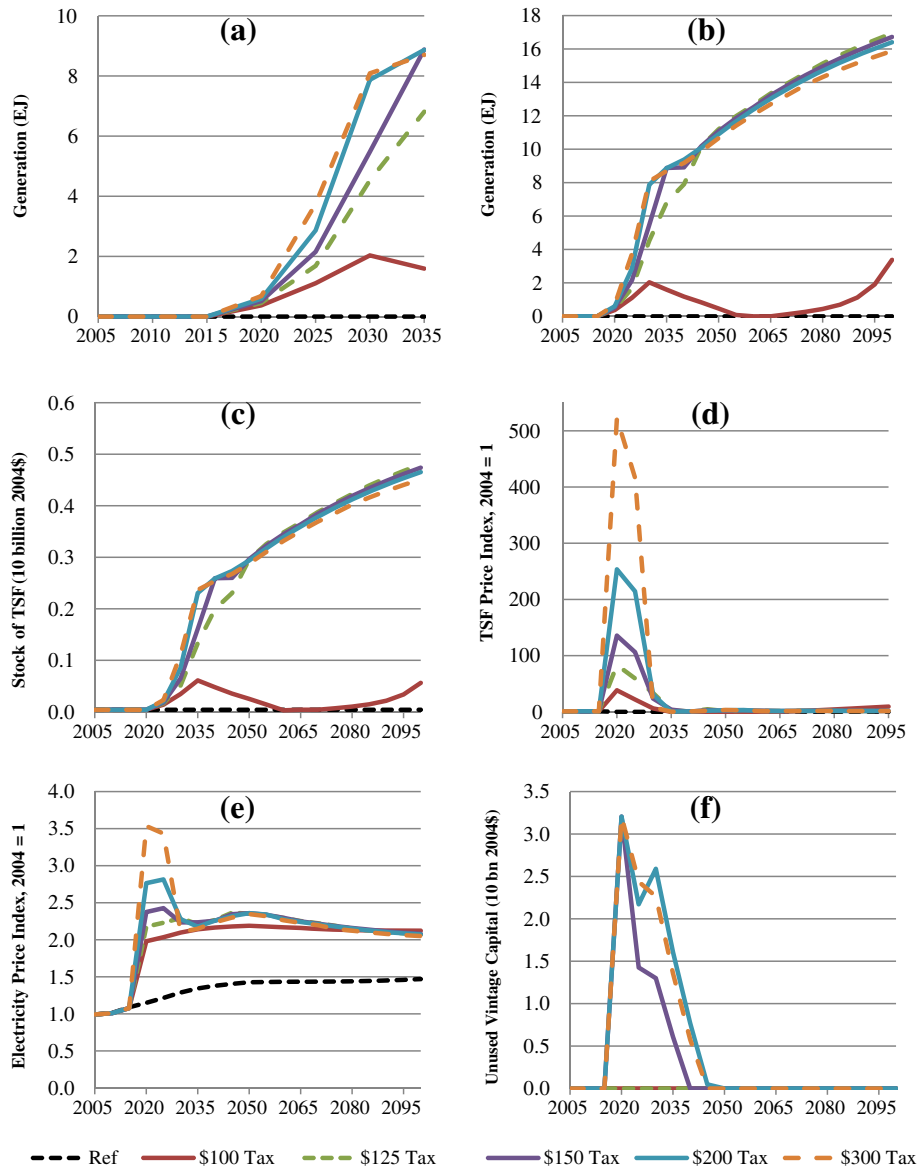 (a)
Generation (EJ)
10
8
6
4
2
0
2005 2010 2015 2020 2025 2030 2035
(b)
Generation (EJ)
18
16
14
12
10
8
6
4
2
0
2005 2020 2035 2050 2065 2080 2095
(c)
Stock of TSF (10 billion 2004$)
0.6
0.5
0.4
0.3
0.2
0.1
0.0
2005 2020 2035 2050 2065 2080 2095
(d)
TSF Price Index, 2004 = 1
500
400
300
200
100
0
2005 2020 2035 2050 2065 2080 2095
(e)
Electricity Price Index, 2004 = 1
4.0
3.5
3.0
2.5
2.0
1.5
1.0
0.5
0.0
2005 2020 2035 2050 2065 2080 2095
(f)
Unused Vintage Capital (10 bn 2004$)
3.5
3.0
2.5
2.0
1.5
1.0
0.5
0.0
2005 2020 2035 2050 2065 2080 2095
Ref $100 Tax $125 Tax $150 Tax $200 Tax $300 Tax